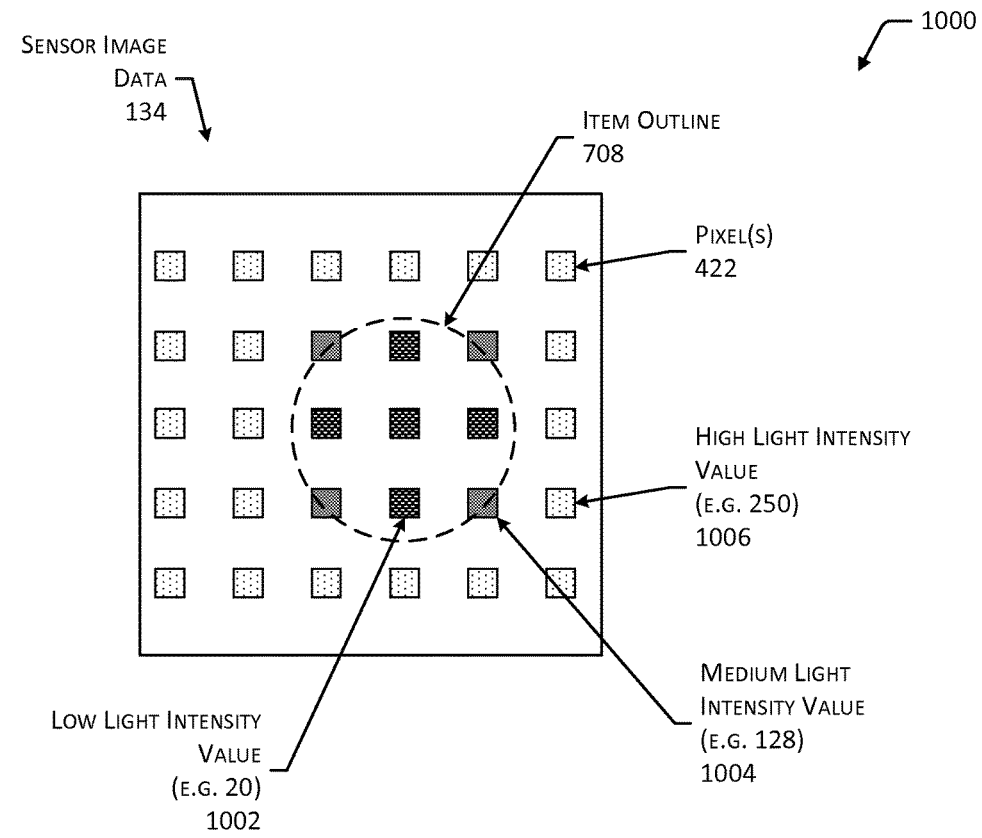 1000
SENSOR IMAGE
DATA
134
ITEM OUTLINE
708
PIXEL(S)
422
HIGH LIGHT INTENSITY
VALUE
(E.G. 250)
1006
MEDIUM LIGHT
INTENSITY VALUE
(E.G. 128)
1004
LOW LIGHT INTENSITY
VALUE
(E.G. 20)
1002